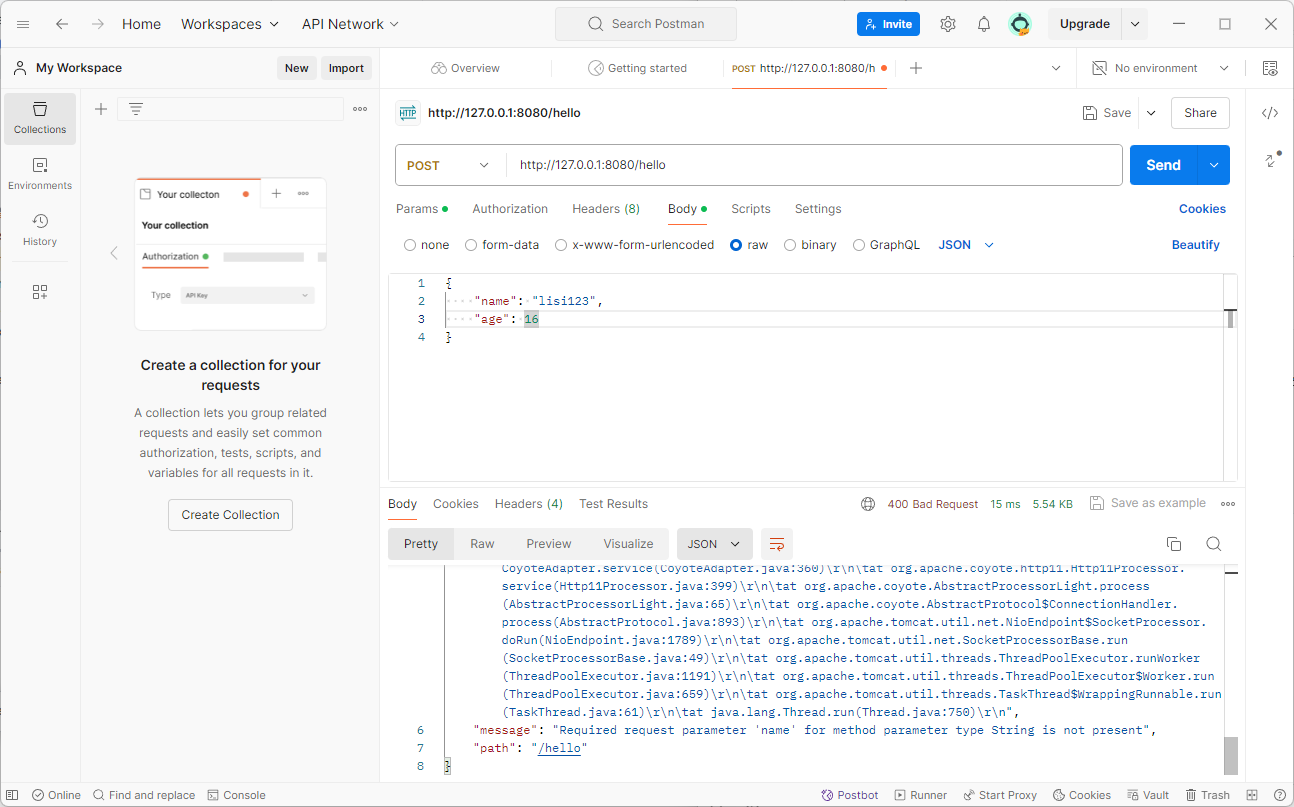 Home Workspaces API Network Search Postman Invite Upgrade
My Workspace New Import Overview Getting started POST http://127.0.0.1:8080/h No environment
Collections
Environments
History
Your collecton
Your collection
Authorization
Type API Key
Create a collection for your
requests
A collection lets you group related
requests and easily set common
authorization, tests, scripts, and
variables for all requests in it.
Create Collection
HTTP http://127.0.0.1:8080/hello Save Share
POST http://127.0.0.1:8080/hello Send
Params Authorization Headers (8) Body Scripts Settings Cookies
none form-data x-www-form-urlencoded raw binary GraphQL JSON Beautify
1 {
2 "name": "lisi123",
3 "age": 16
4 }
Body Cookies Headers (4) Test Results 400 Bad Request 15 ms 5.54 KB Save as example
Pretty Raw Preview Visualize JSON
CoyoteAdapter.service(CoyoteAdapter.java:360)\r\n\tat org.apache.coyote.http11.Http11Processor.
service(Http11Processor.java:399)\r\n\tat org.apache.coyote.AbstractProcessorLight.process
(AbstractProcessorLight.java:65)\r\n\tat org.apache.coyote.AbstractProtocol$ConnectionHandler.
process(AbstractProtocol.java:893)\r\n\tat org.apache.tomcat.util.net.NioEndpoint$SocketProcessor.
doRun(NioEndpoint.java:1789)\r\n\tat org.apache.tomcat.util.net.SocketProcessorBase.run
(SocketProcessorBase.java:49)\r\n\tat org.apache.tomcat.util.threads.ThreadPoolExecutor.runWorker
(ThreadPoolExecutor.java:1191)\r\n\tat org.apache.tomcat.util.threads.ThreadPoolExecutor$Worker.run
(ThreadPoolExecutor.java:659)\r\n\tat org.apache.tomcat.util.threads.TaskThread$WrappingRunnable.run
(TaskThread.java:61)\r\n\tat java.lang.Thread.run(Thread.java:750)\r\n",
6 "message": "Required request parameter 'name' for method parameter type String is not present",
7 "path": "/hello"
8 }
Online Find and replace Console Postbot Runner Start Proxy Cookies Vault Trash